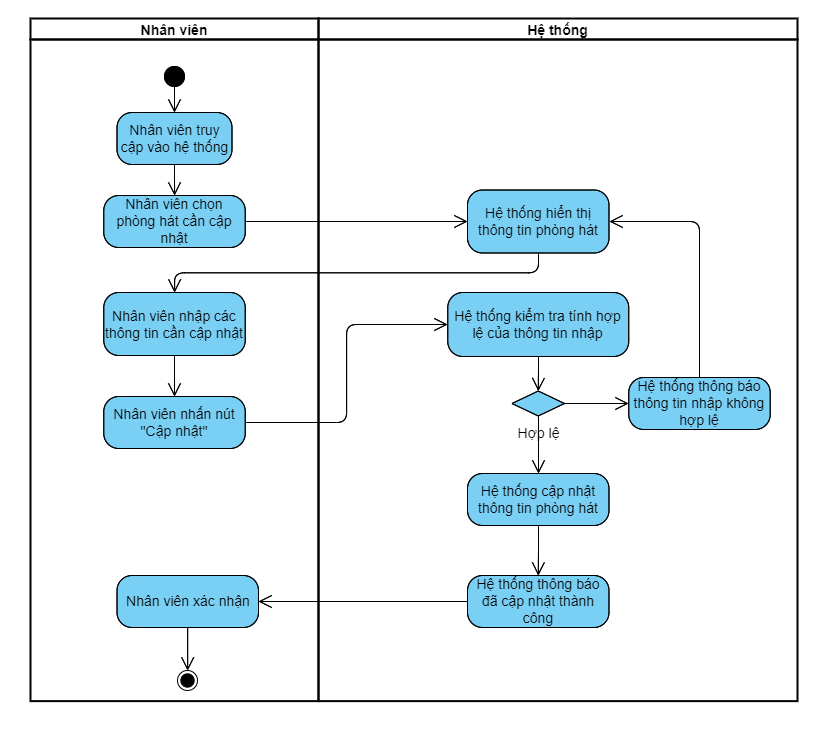 Nhân viên
Hệ thống
Nhân viên truy
cập vào hệ thống
Nhân viên chọn
phòng hát cần cập
nhật
Hệ thống hiển thị
thông tin phòng hát
Nhân viên nhập các
thông tin cần cập nhật
Hệ thống kiểm tra tính hợp
lệ của thông tin nhập
Nhân viên nhấn nút
"Cập nhật"
Hệ thống thông báo
thông tin nhập không
hợp lệ
Hợp lệ
Hệ thống cập nhật
thông tin phòng hát
Hệ thống thông báo
đã cập nhật thành
công
Nhân viên xác nhận